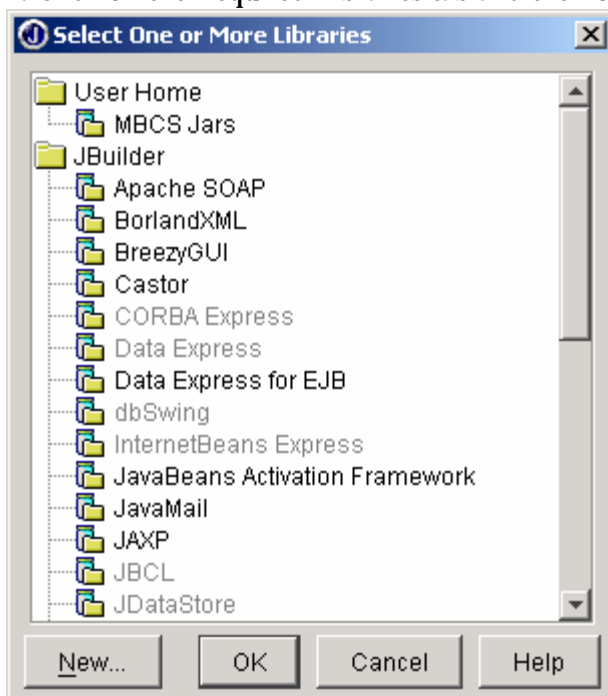 Select One or More Libraries
User Home
MBCS Jars
JBuilder
Apache SOAP
BorlandXML
BreezyGUI
Castor
CORBA Express
Data Express
Data Express for EJB
dbSwing
InternetBeans Express
JavaBeans Activation Framework
JavaMail
JAXP
JBCL
JDataStore
New... OK Cancel Help